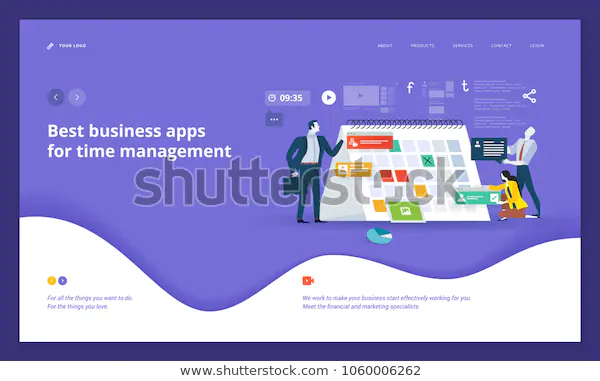 YOUR LOGO
ABOUT
PRODUCTS
SERVICES
CONTACT
LOGIN
09:35
f
t
Best business apps
for time management
shutterstock
For all the things you want to do.
For the things you love.
We work to make your business start effectively working for you
Meet the financial and marketing specialists.
www.shutterstock.com · 1060006262